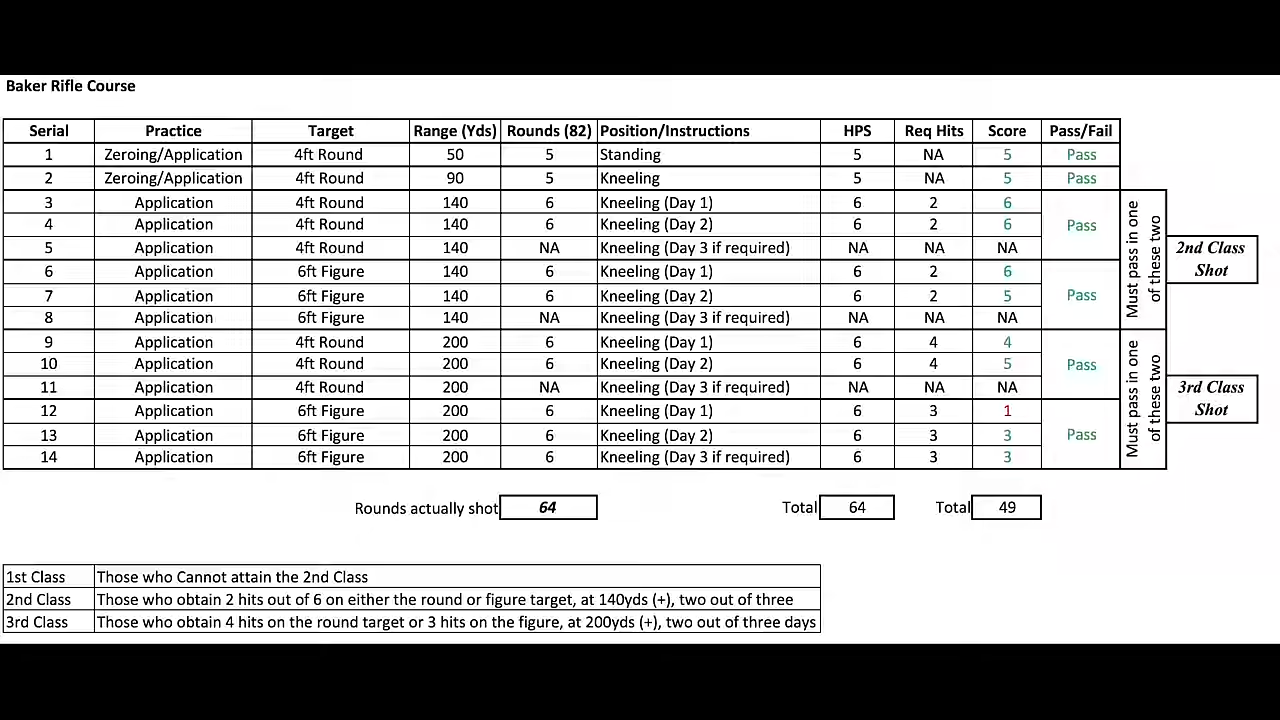 Baker Rifle Course
Serial Practice Target Range (Yds) Rounds (82) Position/Instructions HPS Req Hits Score Pass/Fail
1 Zeroing/Application 4ft Round 50 5 Standing 5 NA 5 Pass
2 Zeroing/Application 4ft Round 90 5 Kneeling 5 NA 5 Pass
3 Application 4ft Round 140 6 Kneeling (Day 1) 6 2 6
4 Application 4ft Round 140 6 Kneeling (Day 2) 6 2 6 Pass
5 Application 4ft Round 140 NA Kneeling (Day 3 if required) NA NA NA
6 Application 6ft Figure 140 6 Kneeling (Day 1) 6 2 6
7 Application 6ft Figure 140 6 Kneeling (Day 2) 6 2 5 Pass
8 Application 6ft Figure 140 NA Kneeling (Day 3 if required) NA NA NA
Must pass in one
of these two
2nd Class
Shot
9 Application 4ft Round 200 6 Kneeling (Day 1) 6 4 4
10 Application 4ft Round 200 6 Kneeling (Day 2) 6 4 5 Pass
11 Application 4ft Round 200 NA Kneeling (Day 3 if required) NA NA NA
12 Application 6ft Figure 200 6 Kneeling (Day 1) 6 3 1
13 Application 6ft Figure 200 6 Kneeling (Day 2) 6 3 3 Pass
14 Application 6ft Figure 200 6 Kneeling (Day 3 if required) 6 3 3
Must pass in one
of these two
3rd Class
Shot
Rounds actually shot 64 Total 64 Total 49
1st Class Those who Cannot attain the 2nd Class
2nd Class Those who obtain 2 hits out of 6 on either the round or figure target, at 140yds (+), two out of three
3rd Class Those who obtain 4 hits on the round target or 3 hits on the figure, at 200yds (+), two out of three days